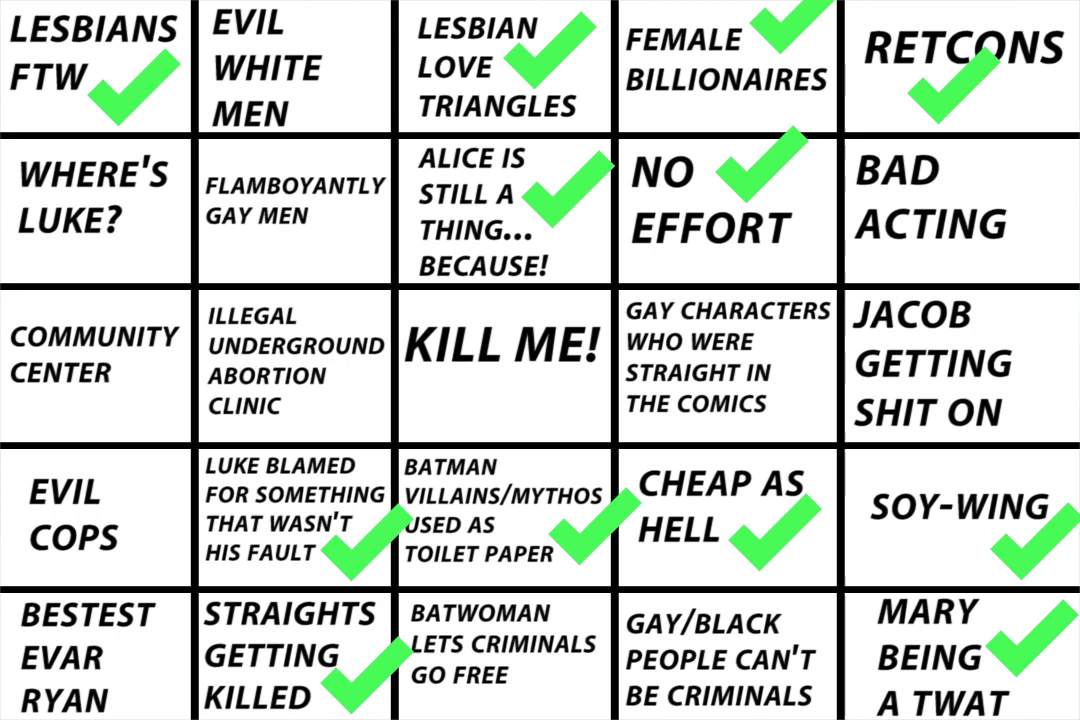 LESBIANS
FTW
EVIL
WHITE
MEN
LESBIAN
LOVE
TRIANGLES
FEMALE
BILLIONAIRES
RETCONS
WHERE'S
LUKE?
FLAMBOYANTLY
GAY MEN
ALICE IS
STILL A
THING...
BECAUSE!
NO
EFFORT
BAD
ACTING
COMMUNITY
CENTER
ILLEGAL
UNDERGROUND
ABORTION
CLINIC
KILL ME!
GAY CHARACTERS
WHO WERE
STRAIGHT IN
THE COMICS
JACOB
GETTING
SHIT ON
EVIL
COPS
LUKE BLAMED
FOR SOMETHING
THAT WASN'T
HIS FAULT
BATMAN
VILLAINS/MYTHOS
USED AS
TOILET PAPER
CHEAP AS
HELL
SOY-WING
BESTEST
EVAR
RYAN
STRAIGHTS
GETTING
KILLED
BATWOMAN
LETS CRIMINALS
GO FREE
GAY/BLACK
PEOPLE CAN'T
BE CRIMINALS
MARY
BEING
A TWAT